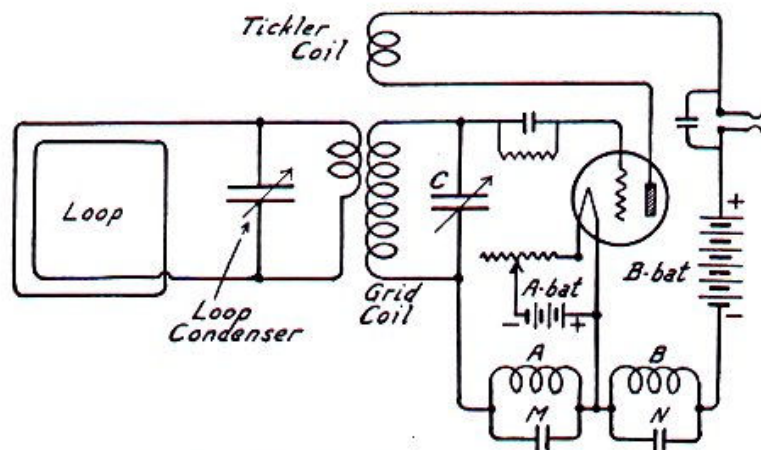 Tickler
Coil
Loop
Loop
Condenser
Grid
Coil
C
A-bat
- +
B-bat
+
-
A
M
B
N